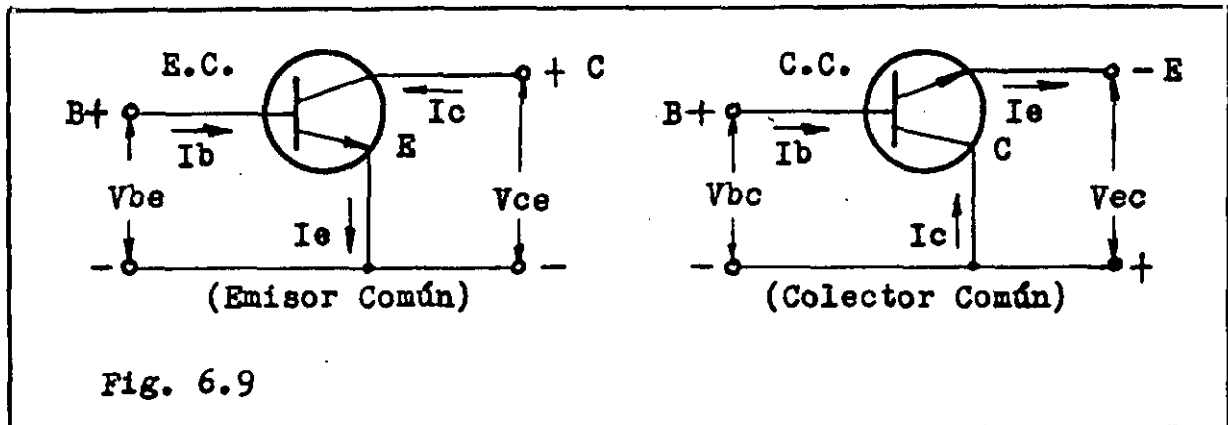 E.C.
+ C
B+
Ic
Ib
E
Vbe
Vce
Ie
-
-
(Emisor Común)
C.C.
- E
B+
Ie
Ib
C
Vbc
Vec
Ic
-
+
(Colector Común)
Fig. 6.9